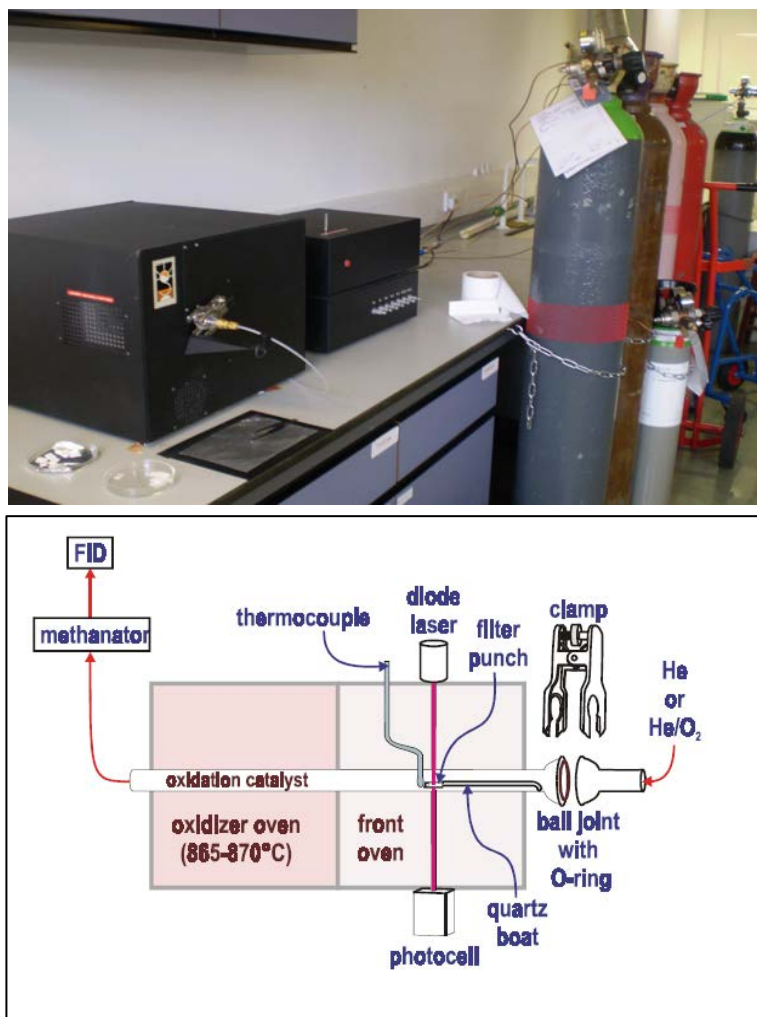 FID
methanator
thermocouple
diode
laser
filter
punch
clamp
He
or
He/O₂
oxidation catalyst
oxidizer oven
(865-870°C)
front
oven
ball joint
with
O-ring
quartz
boat
photocell